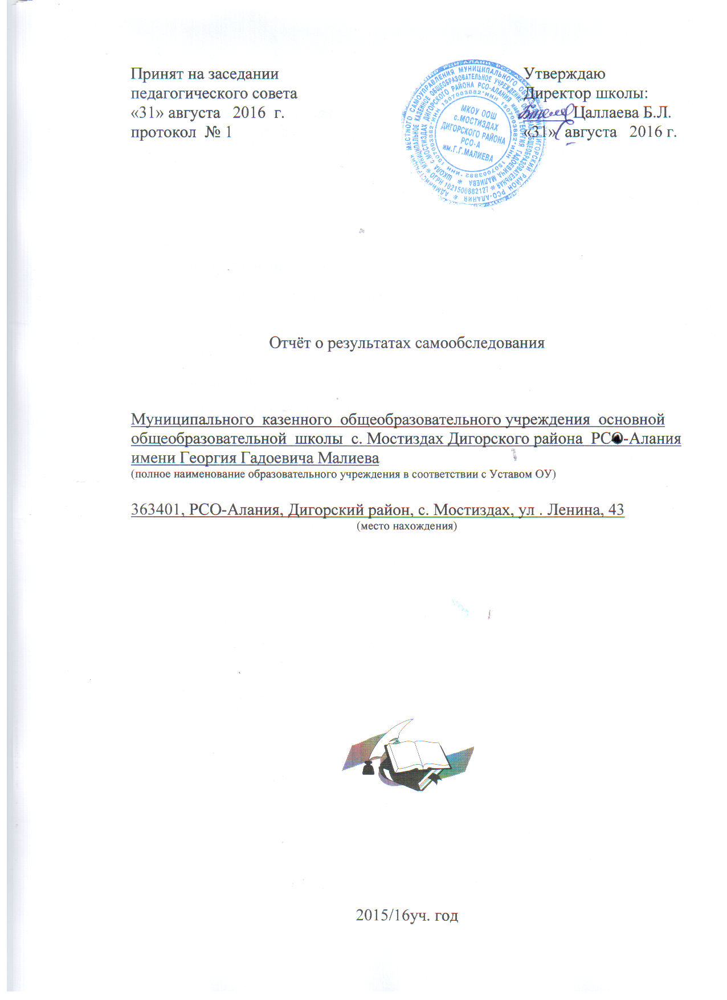 Принят на заседании
педагогического совета
«31» августа 2016 г.
протокол № 1
Утверждаю
Директор школы:
Цаллаева Б.Л.
«31» августа 2016 г.
МКОУ ООШ
с.МОСТИЗДАХ
ДИГОРСКОГО РАЙОНА
РСО-А
им.Г.Г.МАЛИЕВА
Отчёт о результатах самообследования
Муниципального казенного общеобразовательного учреждения основной
общеобразовательной школы с. Мостиздах Дигорского района РСО-Алания
имени Георгия Гадоевича Малиева
(полное наименование образовательного учреждения в соответствии с Уставом ОУ)
363401, РСО-Алания, Дигорский район, с. Мостиздах, ул . Ленина, 43
(место нахождения)
2015/16уч. год